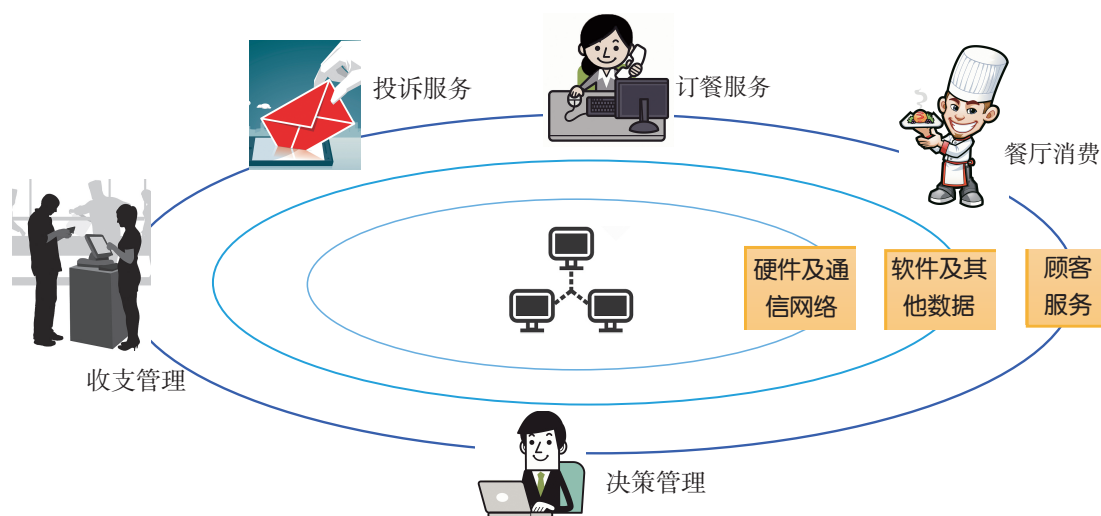 投诉服务
订餐服务
餐厅消费
硬件及通
信网络
软件及其
他数据
顾客
服务
收支管理
决策管理